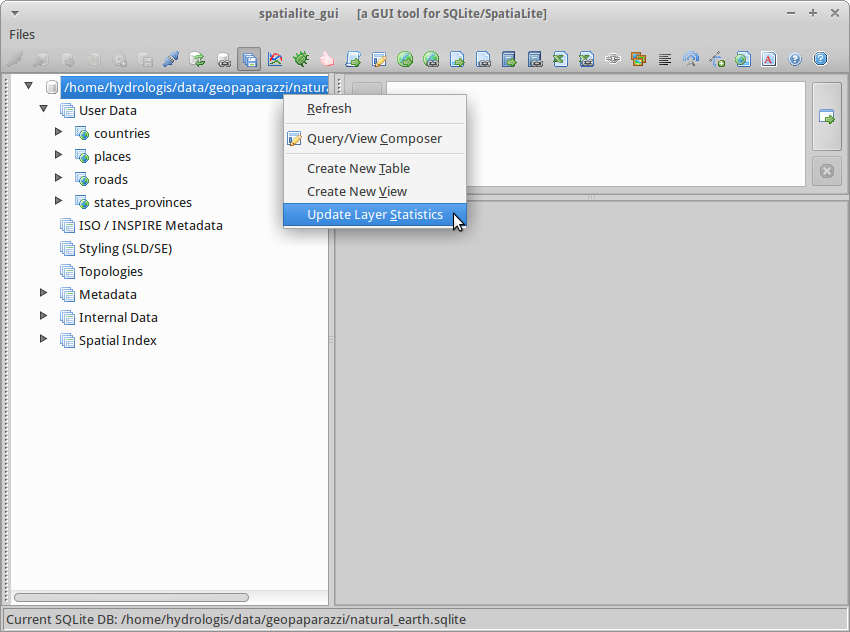 spatialite_gui [a GUI tool for SQLite/SpatiaLite]
Files
/home/hydrologis/data/geopaparazzi/natura
User Data
countries
places
roads
states_provinces
ISO / INSPIRE Metadata
Styling (SLD/SE)
Topologies
Metadata
Internal Data
Spatial Index
Refresh
Query/View Composer
Create New Table
Create New View
Update Layer Statistics
Current SQLite DB: /home/hydrologis/data/geopaparazzi/natural_earth.sqlite